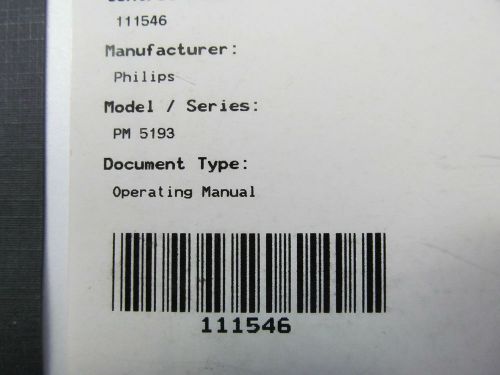 111546
Manufacturer:
Philips
Model / Series:
PM 5193
Document Type:
Operating Manual
111546